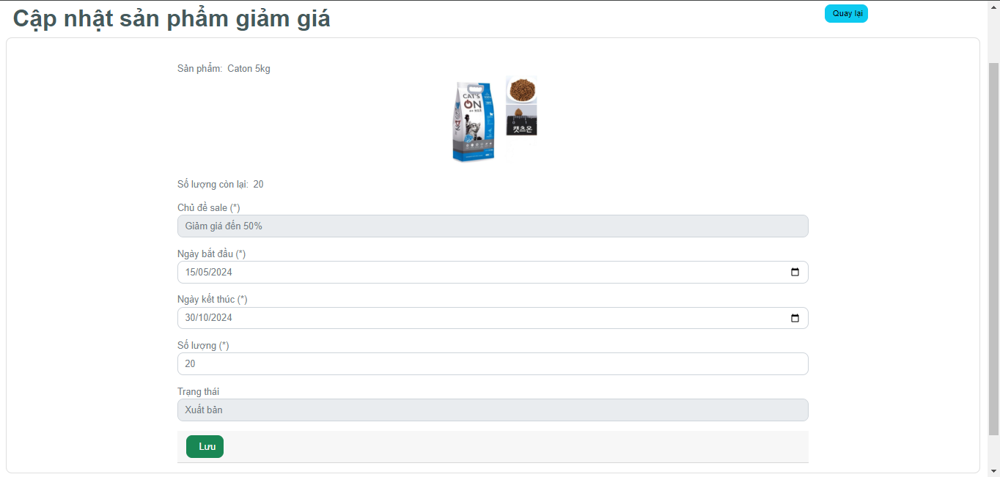 Cập nhật sản phẩm giảm giá
Quay lại
Sản phẩm: Caton 5kg
CAT'S
ON
캣츠온
Số lượng còn lại: 20
Chủ đề sale (*)
Giảm giá đến 50%
Ngày bắt đầu (*)
15/05/2024
Ngày kết thúc (*)
30/10/2024
Số lượng (*)
20
Trạng thái
Xuất bản
Lưu